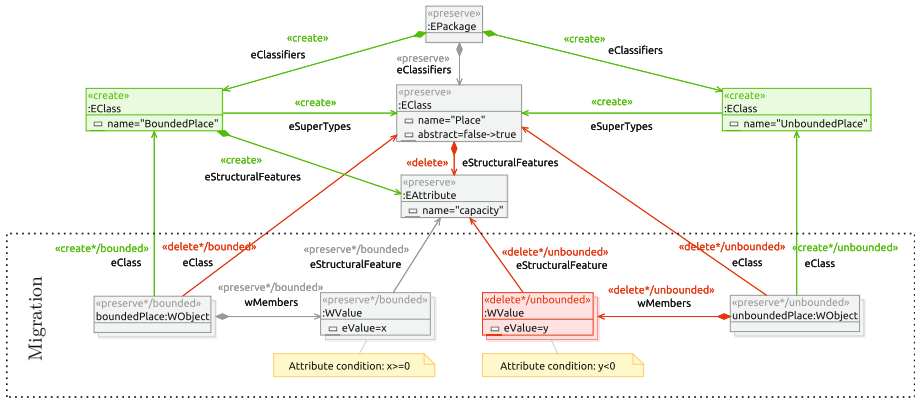 «preserve»
:EPackage
«create»
eClassifiers
«preserve»
eClassifiers
«create»
eClassifiers
«create»
:EClass
name="BoundedPlace"
«create»
eSuperTypes
«preserve»
:EClass
name="Place"
abstract=false->true
«create»
eSuperTypes
«create»
:EClass
name="UnboundedPlace"
«create»
eStructuralFeatures
«delete»
eStructuralFeatures
«preserve»
:EAttribute
name="capacity"
«create*/bounded»
eClass
«delete*/bounded»
eClass
«preserve*/bounded»
eStructuralFeature
«delete*/unbounded»
eStructuralFeature
«delete*/unbounded»
eClass
«create*/unbounded»
eClass
Migration
«preserve*/bounded»
boundedPlace:WObject
«preserve*/bounded»
wMembers
«preserve*/bounded»
:WValue
eValue=x
«delete*/unbounded»
:WValue
eValue=y
«delete*/unbounded»
wMembers
«preserve*/unbounded»
unboundedPlace:WObject
Attribute condition: x>=0
Attribute condition: y<0